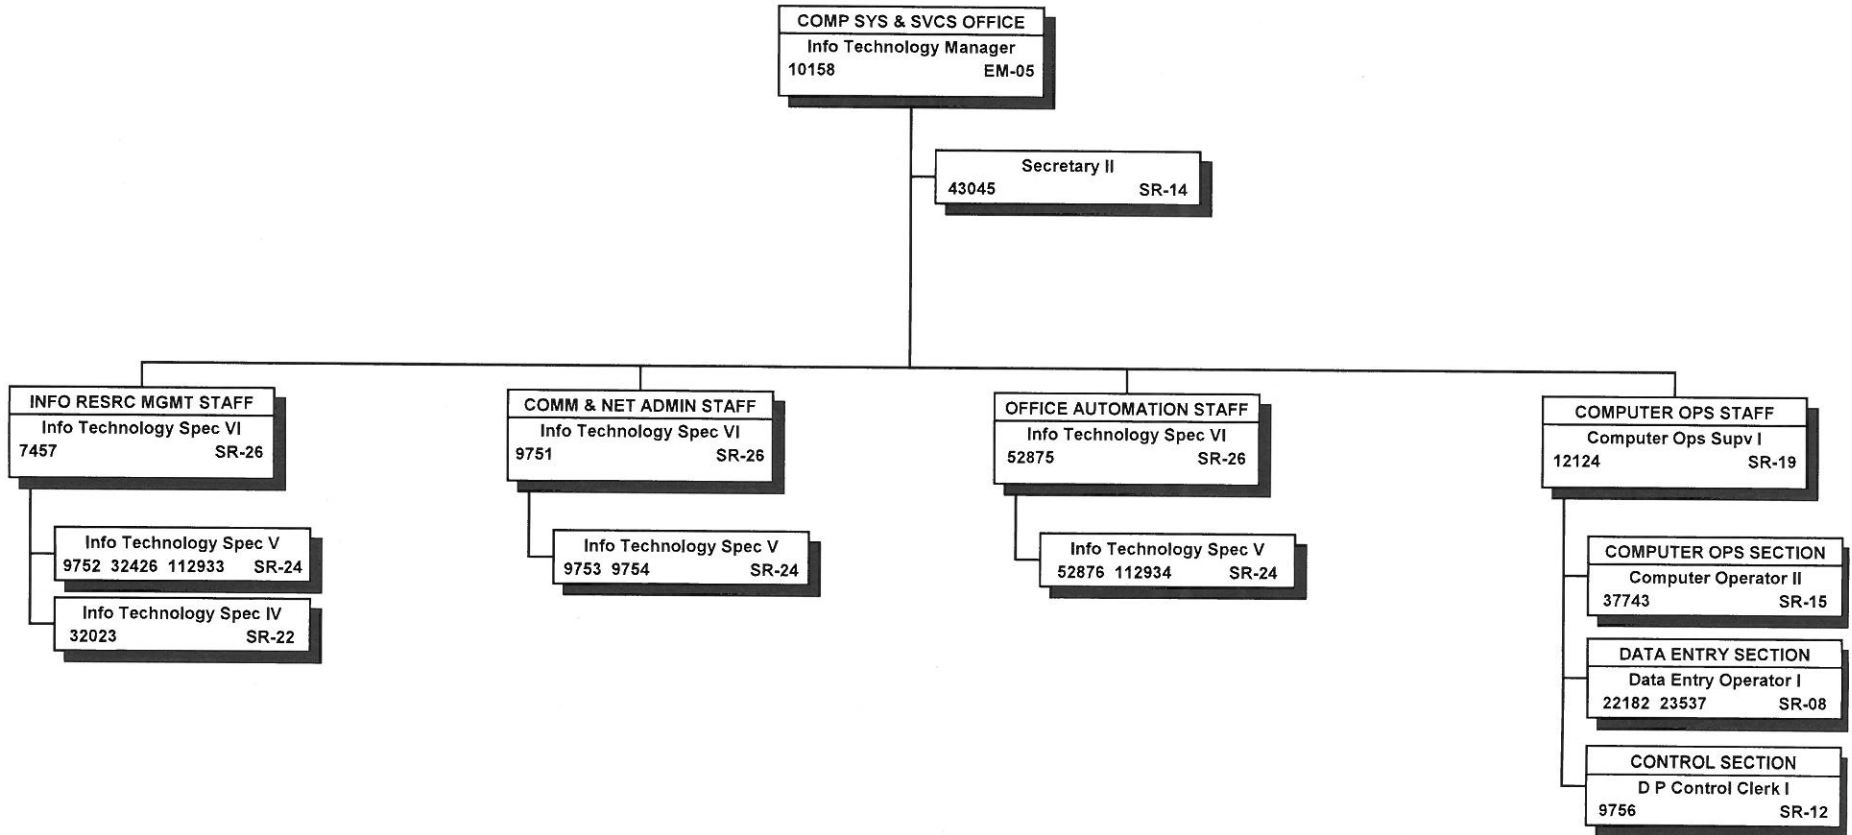 COMP SYS & SVCS OFFICE
Info Technology Manager
10158 EM-05
Secretary II
43045 SR-14
INFO RESRC MGMT STAFF
Info Technology Spec VI
7457 SR-26
Info Technology Spec V
9752 32426 112933 SR-24
Info Technology Spec IV
32023 SR-22
COMM & NET ADMIN STAFF
Info Technology Spec VI
9751 SR-26
Info Technology Spec V
9753 9754 SR-24
OFFICE AUTOMATION STAFF
Info Technology Spec VI
52875 SR-26
Info Technology Spec V
52876 112934 SR-24
COMPUTER OPS STAFF
Computer Ops Supv I
12124 SR-19
COMPUTER OPS SECTION
Computer Operator II
37743 SR-15
DATA ENTRY SECTION
Data Entry Operator I
22182 23537 SR-08
CONTROL SECTION
D P Control Clerk I
9756 SR-12